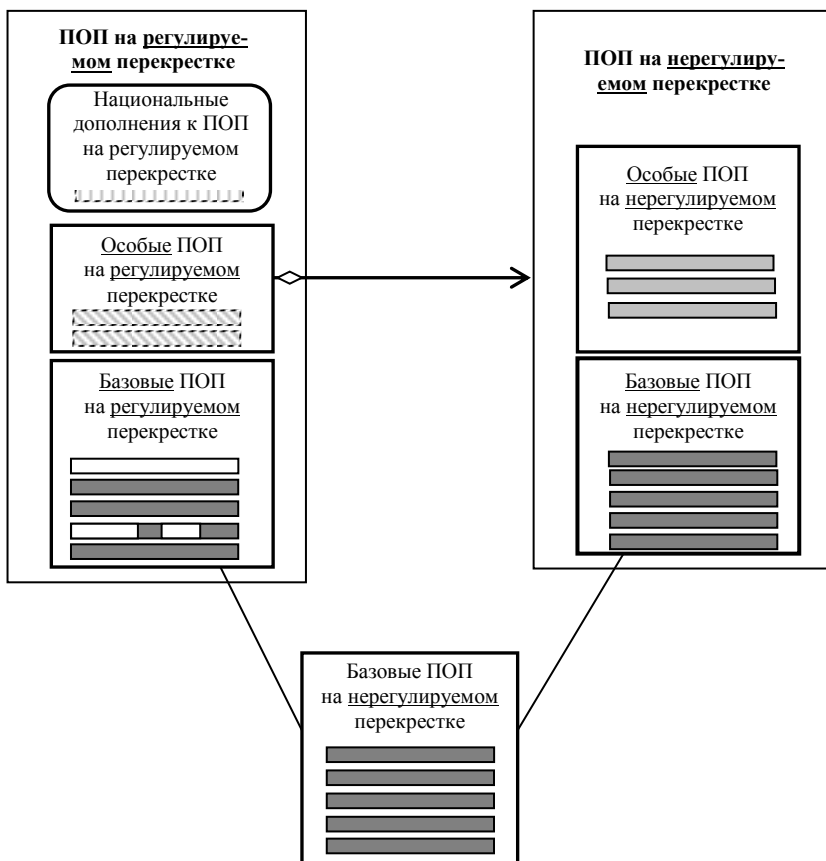 ПОП на регулируе-
мом перекрестке
Национальные
дополнения к ПОП
на регулируемом
перекрестке
Особые ПОП
на регулируемом
перекрестке
Базовые ПОП
на регулируемом
перекрестке
ПОП на нерегулиру-
емом перекрестке
Особые ПОП
на нерегулируемом
перекрестке
Базовые ПОП
на нерегулируемом
перекрестке
Базовые ПОП
на нерегулируемом
перекрестке